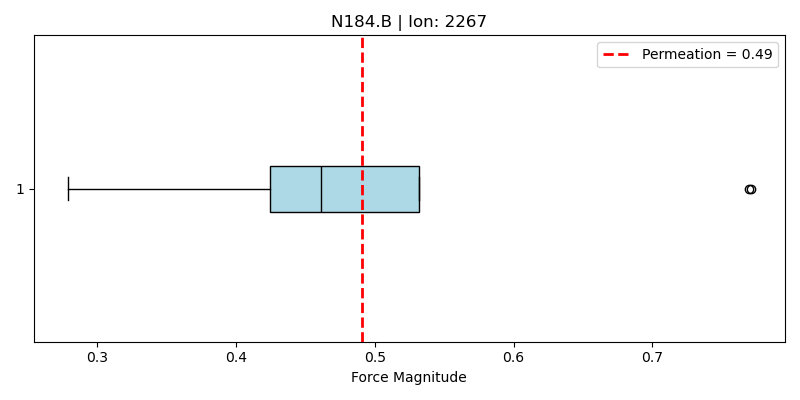 N184.B | Ion: 2267
Permeation = 0.49
1
0.3 0.4 0.5 0.6 0.7
Force Magnitude